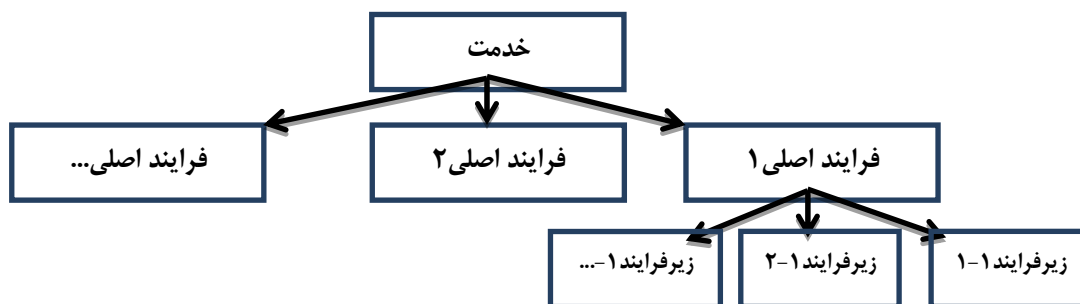 خدمت
فرایند اصلی۱
فرایند اصلی۲
فرایند اصلی...
زیرفرایند۱-۱
زیرفرایند۱-۲
زیرفرایند۱-...